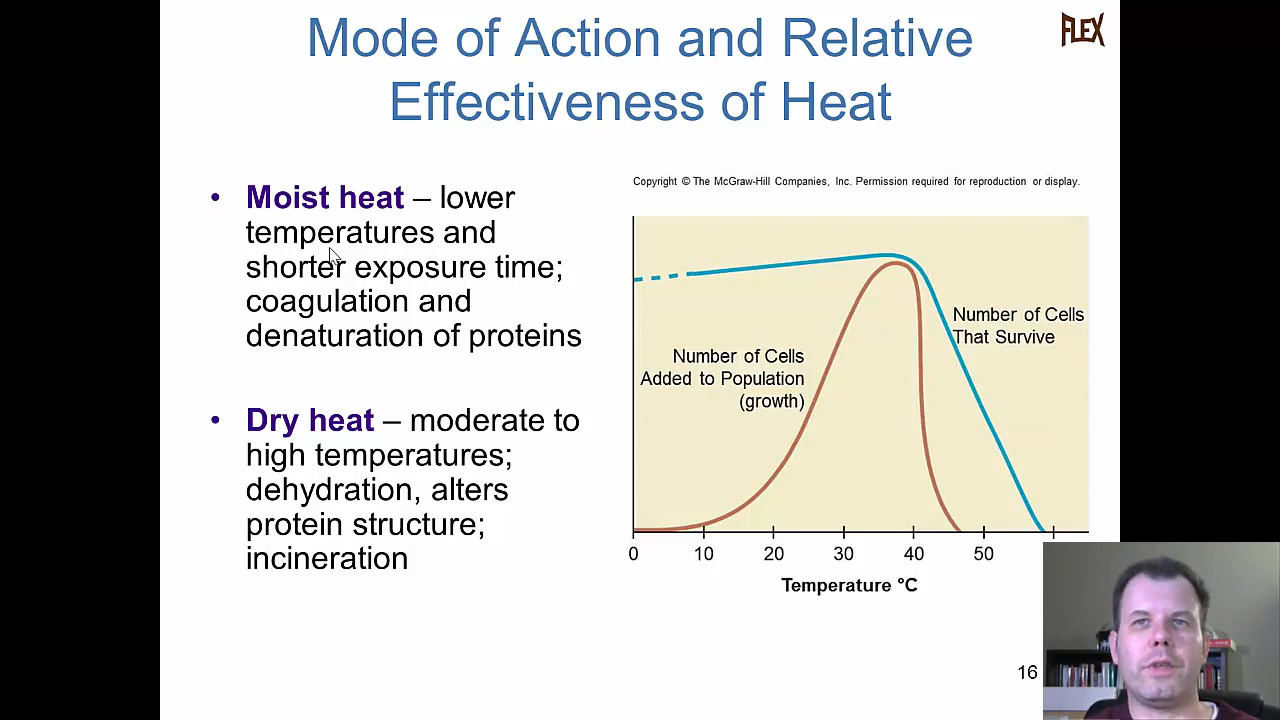 Mode of Action and Relative
Effectiveness of Heat
FLEX
• Moist heat – lower
temperatures and
shorter exposure time;
coagulation and
denaturation of proteins
• Dry heat – moderate to
high temperatures;
dehydration, alters
protein structure;
incineration
Copyright © The McGraw-Hill Companies, Inc. Permission required for reproduction or display.
Number of Cells
That Survive
Number of Cells
Added to Population
(growth)
0 10 20 30 40 50
Temperature °C
16